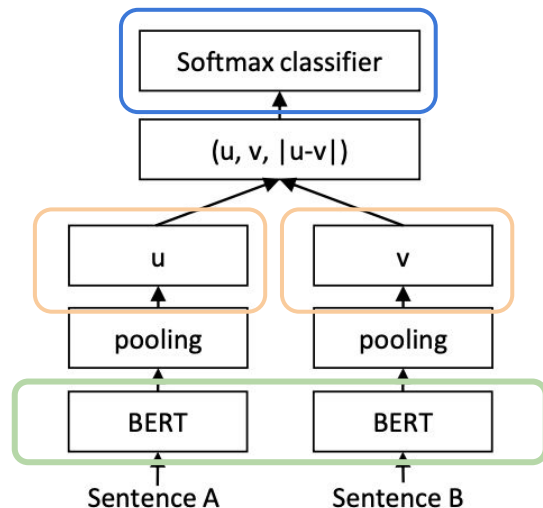 Softmax classifier
(u, v, |u-v|)
u
v
pooling
pooling
BERT
BERT
Sentence A
Sentence B